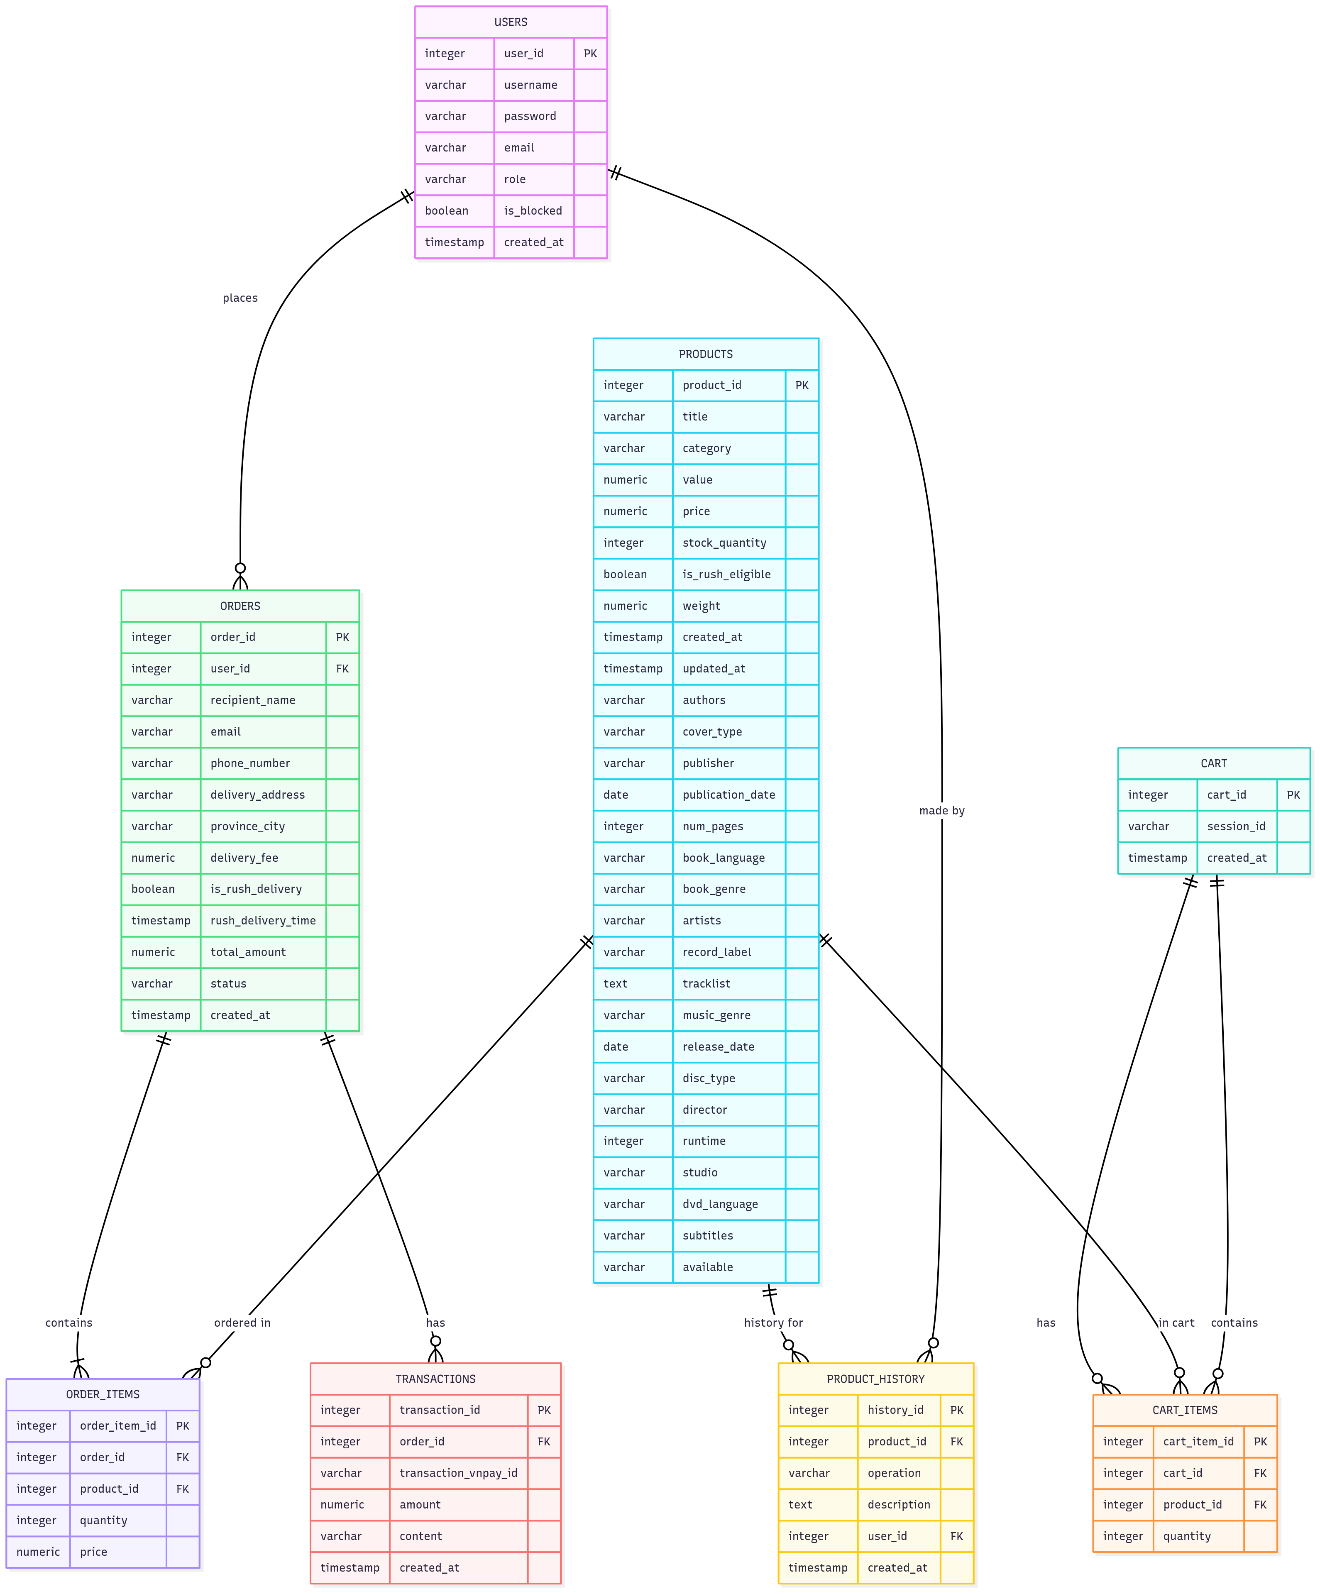 USERS
integer user_id PK
varchar username
varchar password
varchar email
varchar role
boolean is_blocked
timestamp created_at
places
PRODUCTS
integer product_id PK
varchar title
varchar category
numeric value
numeric price
integer stock_quantity
boolean is_rush_eligible
numeric weight
timestamp created_at
timestamp updated_at
varchar authors
varchar cover_type
varchar publisher
date publication_date
integer num_pages
varchar book_language
varchar book_genre
varchar artists
varchar record_label
text tracklist
varchar music_genre
date release_date
varchar disc_type
varchar director
integer runtime
varchar studio
varchar dvd_language
varchar subtitles
varchar available
ORDERS
integer order_id PK
integer user_id FK
varchar recipient_name
varchar email
varchar phone_number
varchar delivery_address
varchar province_city
numeric delivery_fee
boolean is_rush_delivery
timestamp rush_delivery_time
numeric total_amount
varchar status
timestamp created_at
made by
CART
integer cart_id PK
varchar session_id
timestamp created_at
contains
ordered in
has
history for
has
in cart
contains
ORDER_ITEMS
integer order_item_id PK
integer order_id FK
integer product_id FK
integer quantity
numeric price
TRANSACTIONS
integer transaction_id PK
integer order_id FK
varchar transaction_vnpay_id
numeric amount
varchar content
timestamp created_at
PRODUCT_HISTORY
integer history_id PK
integer product_id FK
varchar operation
text description
integer user_id FK
timestamp created_at
CART_ITEMS
integer cart_item_id PK
integer cart_id FK
integer product_id FK
integer quantity